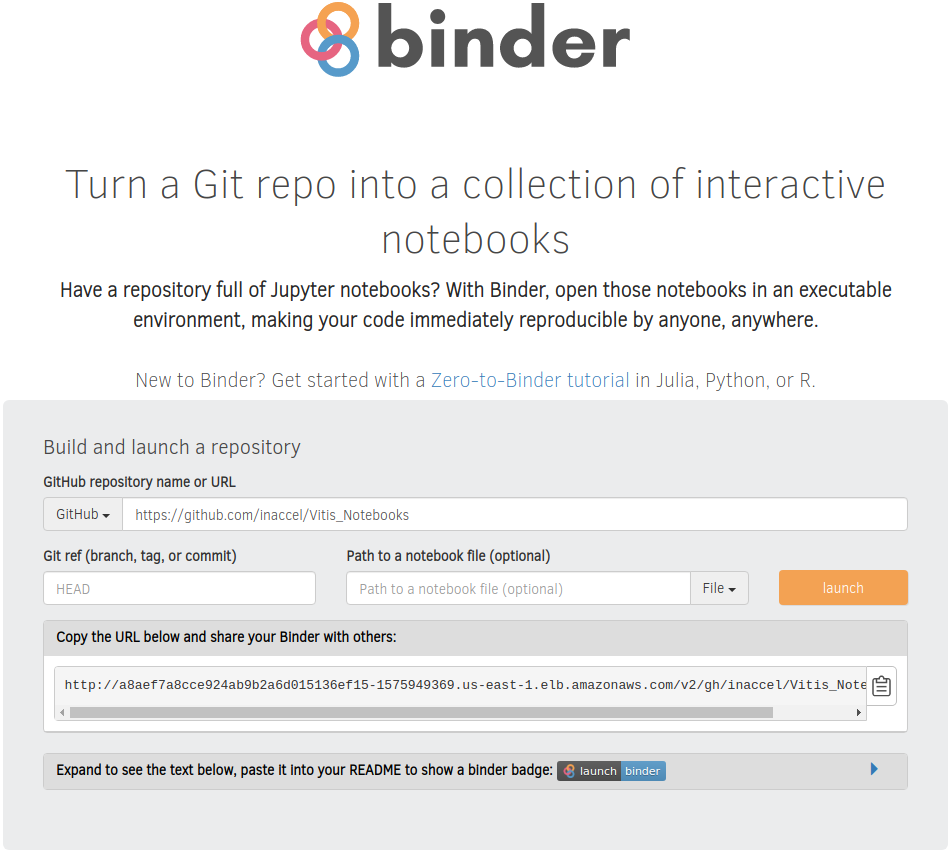 binder
Turn a Git repo into a collection of interactive
notebooks
Have a repository full of Jupyter notebooks? With Binder, open those notebooks in an executable
environment, making your code immediately reproducible by anyone, anywhere.
New to Binder? Get started with a Zero-to-Binder tutorial in Julia, Python, or R.
Build and launch a repository
GitHub repository name or URL
GitHub https://github.com/inaccel/Vitis_Notebooks
Git ref (branch, tag, or commit) Path to a notebook file (optional)
HEAD Path to a notebook file (optional) File launch
Copy the URL below and share your Binder with others:
http://a8aef7a8cce924ab9b2a6d015136ef15-1575949369.us-east-1.elb.amazonaws.com/v2/gh/inaccel/Vitis_Note
Expand to see the text below, paste it into your README to show a binder badge: launch binder